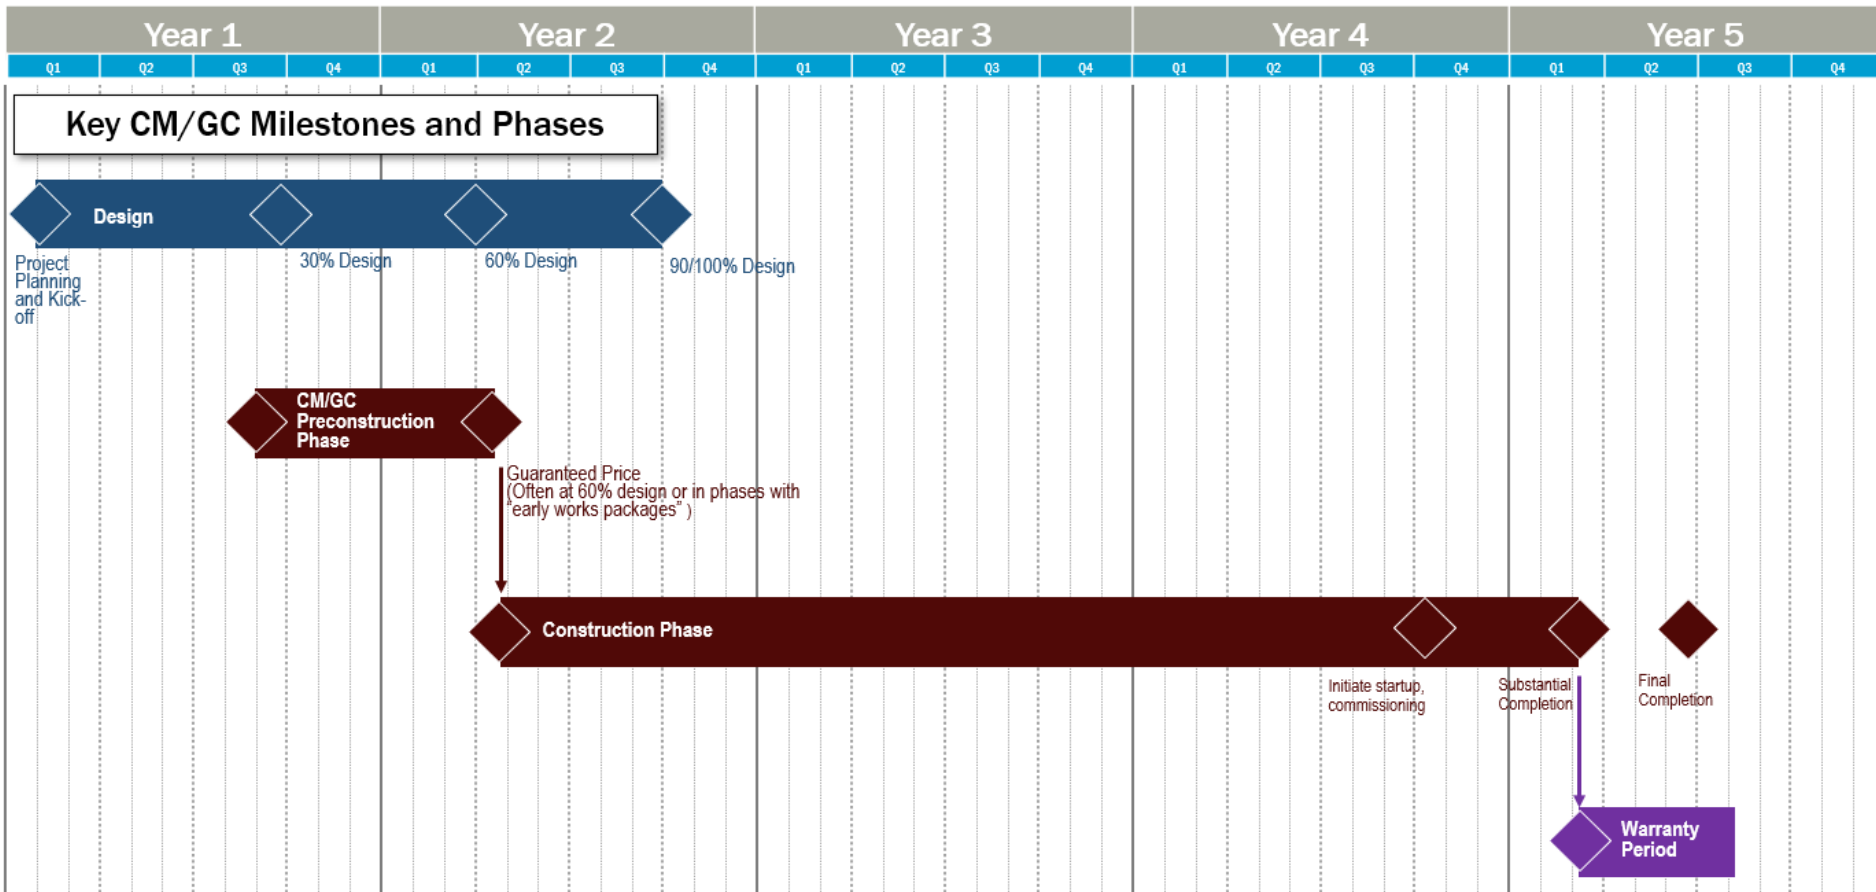 Year 1 Year 2 Year 3 Year 4 Year 5
Q1 Q2 Q3 Q4 Q1 Q2 Q3 Q4 Q1 Q2 Q3 Q4 Q1 Q2 Q3 Q4 Q1 Q2 Q3 Q4
Key CM/GC Milestones and Phases
Design
Project
Planning
and Kick-
off
30% Design
60% Design
90/100% Design
CM/GC
Preconstruction
Phase
Guaranteed Price
(Often at 60% design or in phases with
“early works packages” )
Construction Phase
Initiate startup,
commissioning
Substantial
Completion
Final
Completion
Warranty
Period